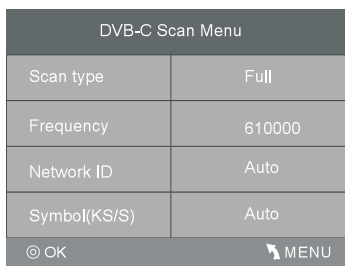 DVB-C Scan Menu
Scan type Full
Frequency 610000
Network ID Auto
Symbol(KS/S) Auto
OK MENU